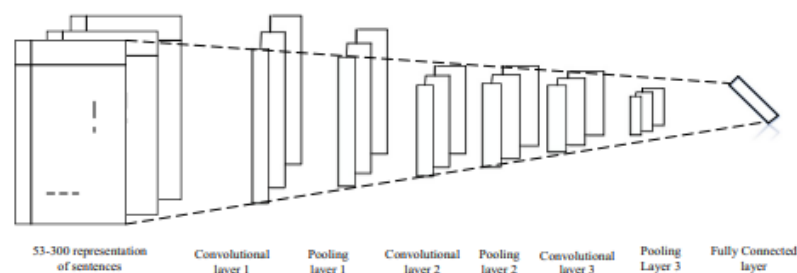 53-300 representation
of sentences
Convolutional
layer 1
Pooling
layer 1
Convolutional
layer 2
Pooling
layer 2
Convolutional
layer 3
Pooling
Layer 3
Fully Connected
layer